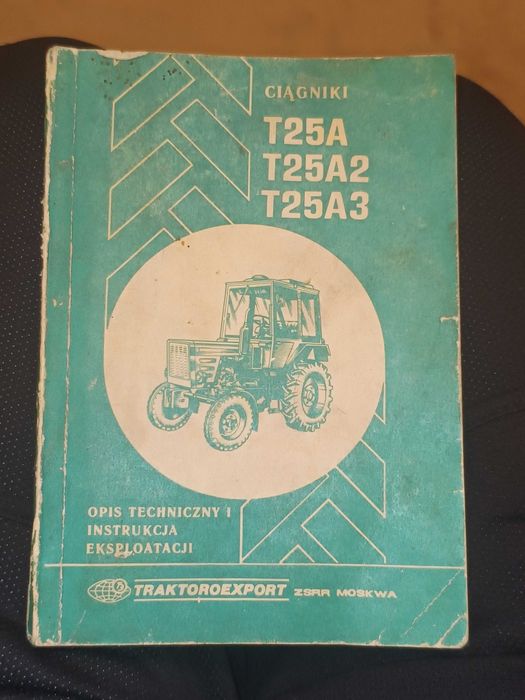 CIĄGNIKI
T25A
T25A2
T25A3
OPIS TECHNICZNY I
INSTRUKCJA
EKSPLOATACJI
TRAKTOROEXPORT ZSRR MOSKWA